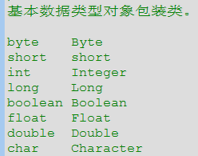 基本数据类型对象包装类。
byte Byte
short short
int Integer
long Long
boolean Boolean
float Float
double Double
char Character